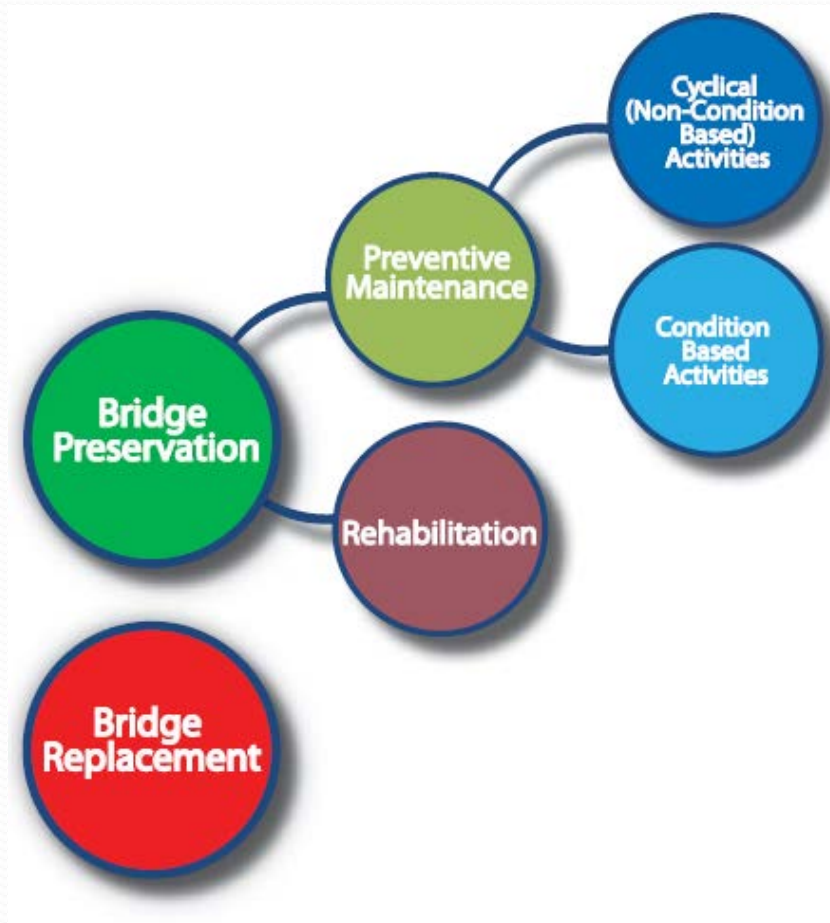 Cyclical
(Non-Condition
Based)
Activities
Preventive
Maintenance
Condition
Based
Activities
Bridge
Preservation
Rehabilitation
Bridge
Replacement